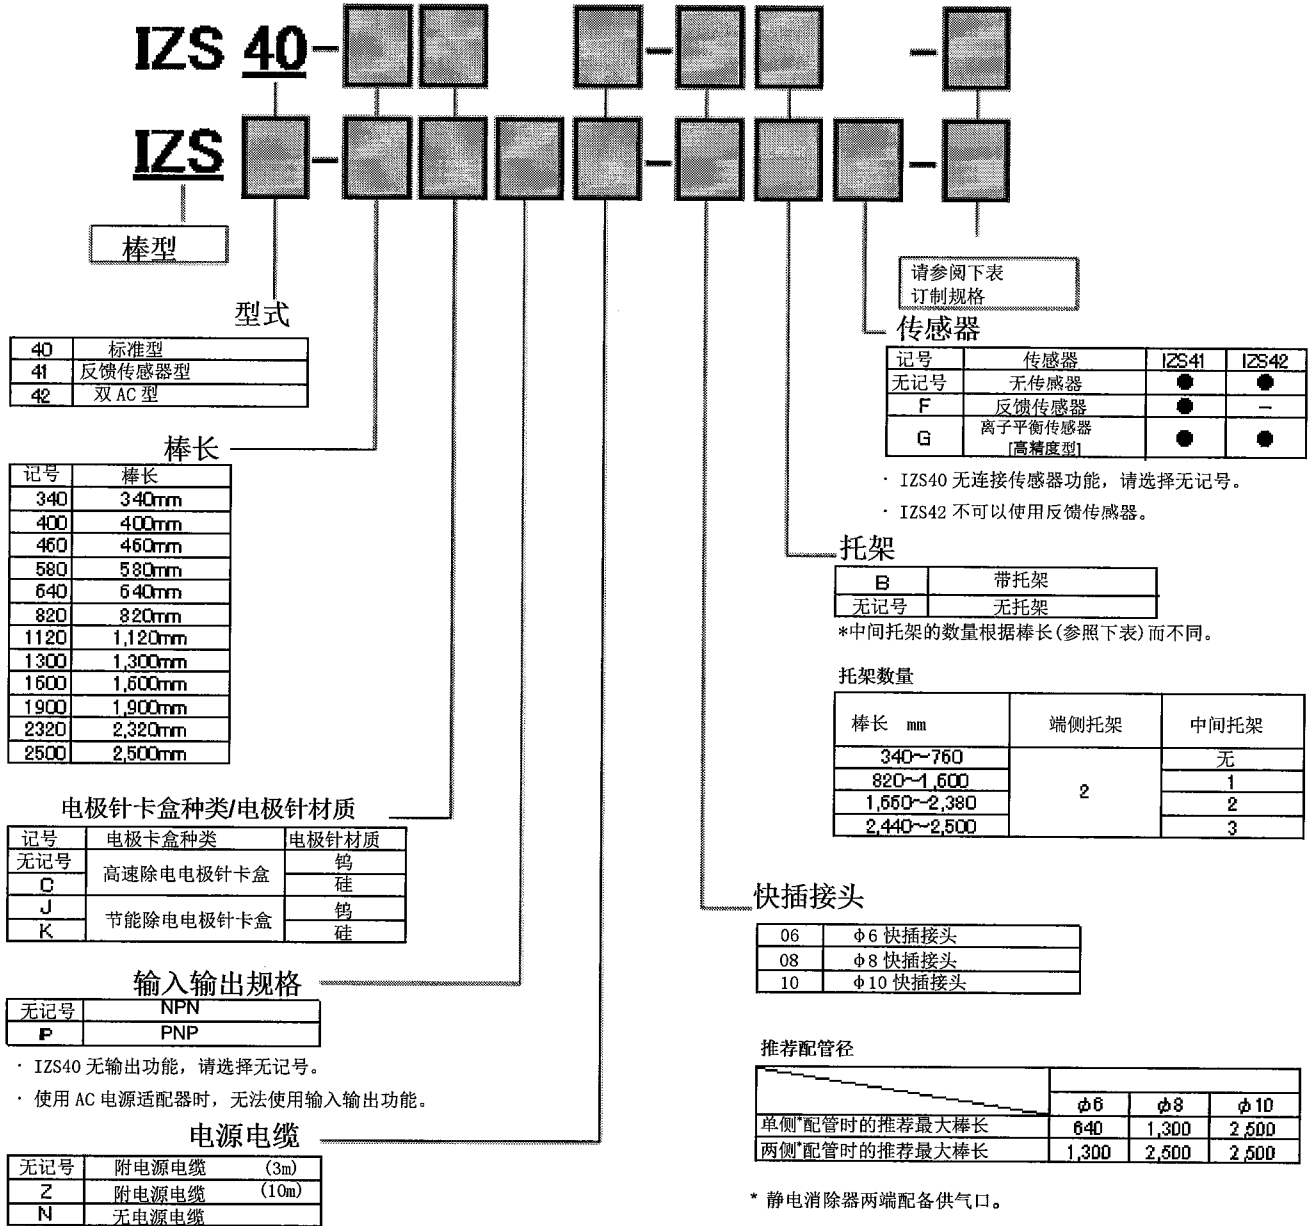 IZS 40 - - -
IZS - - -
棒型
请参阅下表
订制规格
型式
40 标准型
41 反馈传感器型
42 双 AC 型
传感器
记号 传感器 IZS41 IZS42
无记号 无传感器 ● ●
F 反馈传感器 ● －
G 离子平衡传感器 [高精度型] ● ●
· IZS40 无连接传感器功能，请选择无记号。
· IZS42 不可以使用反馈传感器。
棒长
记号 棒长
340 340mm
400 400mm
460 460mm
580 580mm
640 640mm
820 820mm
1120 1,120mm
1300 1,300mm
1600 1,600mm
1900 1,900mm
2320 2,320mm
2500 2,500mm
托架
B 带托架
无记号 无托架
*中间托架的数量根据棒长(参照下表)而不同。
托架数量
棒长 mm 端侧托架 中间托架
340～760 2 无
820～1,600 1
1,660～2,380 2
2,440～2,500 3
电极针卡盒种类/电极针材质
记号 电极卡盒种类 电极针材质
无记号 高速除电电极针卡盒 钨
C 硅
J 节能除电电极针卡盒 钨
K 硅
快插接头
06 φ6 快插接头
08 φ8 快插接头
10 φ10 快插接头
输入输出规格
无记号 NPN
P PNP
· IZS40 无输出功能，请选择无记号。
· 使用 AC 电源适配器时，无法使用输入输出功能。
推荐配管径
φ6 φ8 φ10
单侧*配管时的推荐最大棒长 640 1,300 2,500
两侧*配管时的推荐最大棒长 1,300 2,500 2,500
* 静电消除器两端配备供气口。
电源电缆
无记号 附电源电缆 (3m)
Z 附电源电缆 (10m)
N 无电源电缆